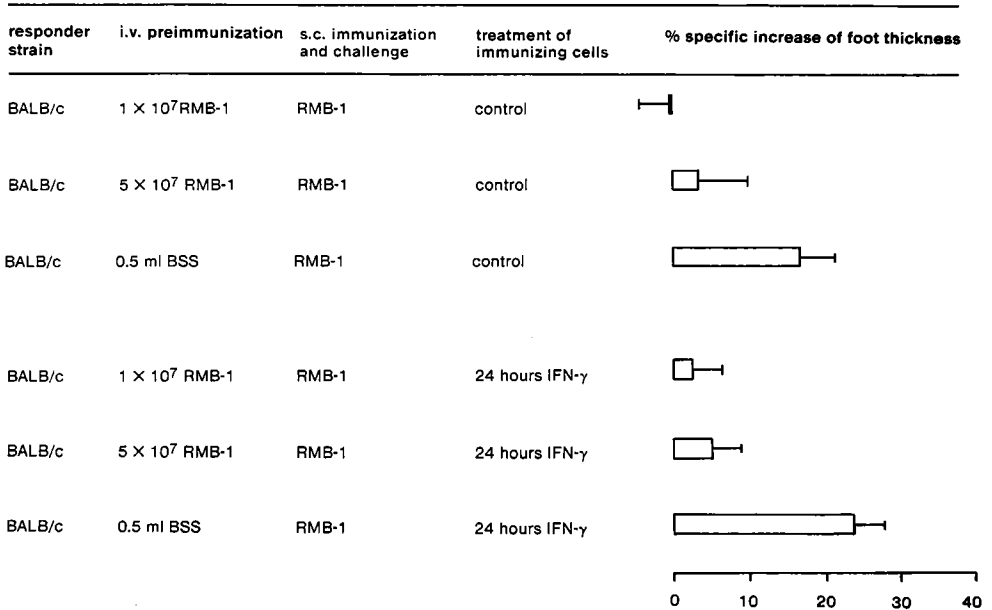 responder strain i.v. preimmunization s.c. immunization and challenge treatment of immunizing cells % specific increase of foot thickness
BALB/c 1 × 10⁷RMB-1 RMB-1 control
BALB/c 5 × 10⁷ RMB-1 RMB-1 control
BALB/c 0.5 ml BSS RMB-1 control
BALB/c 1 × 10⁷ RMB-1 RMB-1 24 hours IFN-γ
BALB/c 5 × 10⁷ RMB-1 RMB-1 24 hours IFN-γ
BALB/c 0.5 ml BSS RMB-1 24 hours IFN-γ
0 10 20 30 40